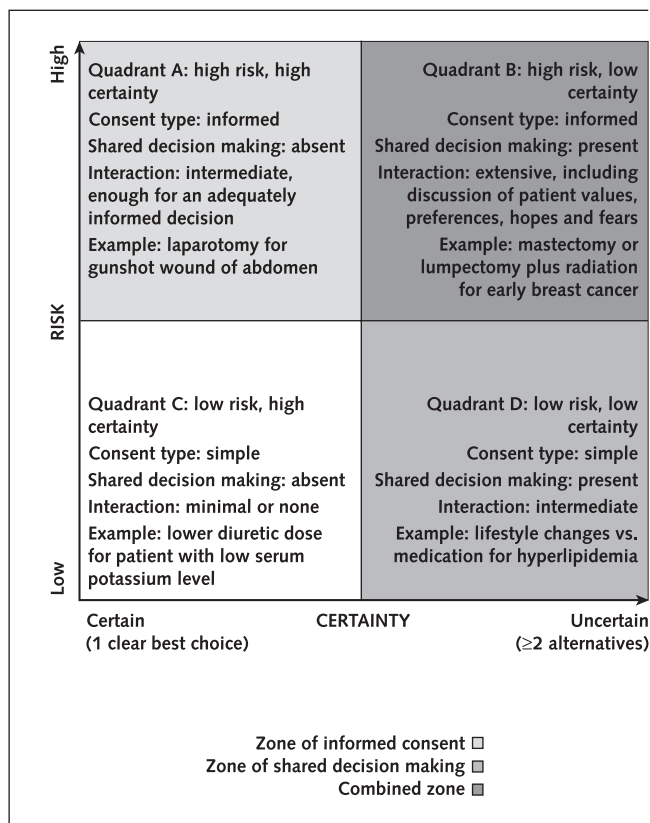 High
RISK
Low
Quadrant A: high risk, high
certainty
Consent type: informed
Shared decision making: absent
Interaction: intermediate,
enough for an adequately
informed decision
Example: laparotomy for
gunshot wound of abdomen
Quadrant B: high risk, low
certainty
Consent type: informed
Shared decision making: present
Interaction: extensive, including
discussion of patient values,
preferences, hopes and fears
Example: mastectomy or
lumpectomy plus radiation
for early breast cancer
Quadrant C: low risk, high
certainty
Consent type: simple
Shared decision making: absent
Interaction: minimal or none
Example: lower diuretic dose
for patient with low serum
potassium level
Quadrant D: low risk, low
certainty
Consent type: simple
Shared decision making: present
Interaction: intermediate
Example: lifestyle changes vs.
medication for hyperlipidemia
Certain
(1 clear best choice)
CERTAINTY
Uncertain
(≥2 alternatives)
Zone of informed consent
Zone of shared decision making
Combined zone